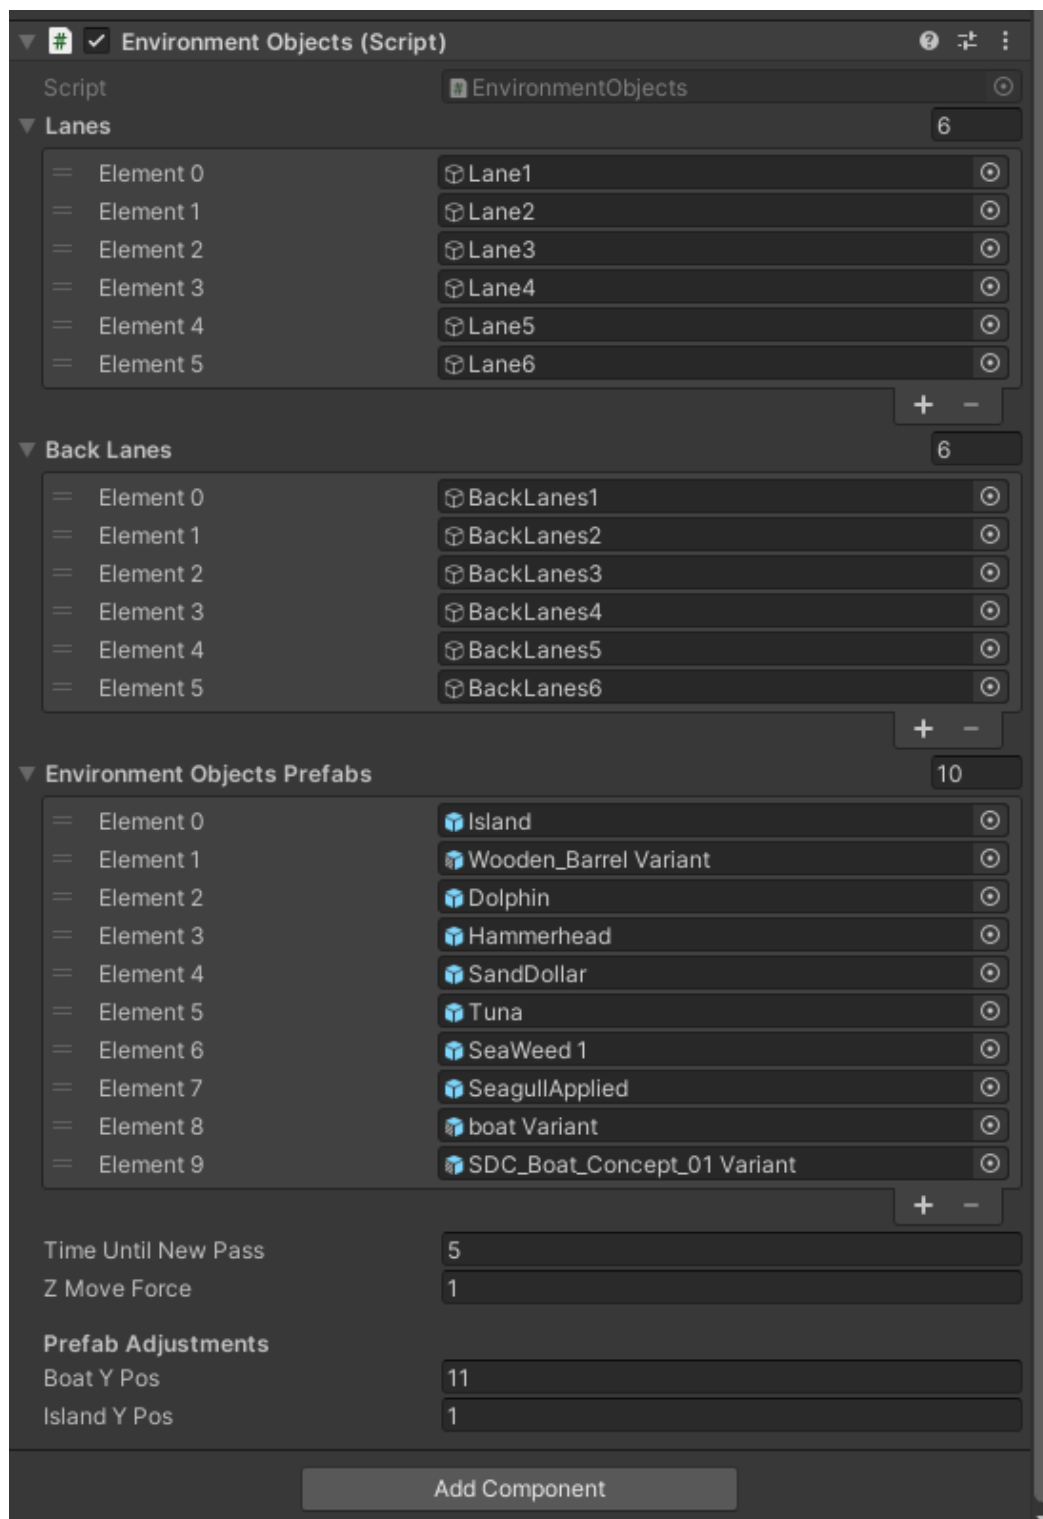 # Environment Objects (Script)
Script EnvironmentObjects
Lanes 6
Element 0 Lane1
Element 1 Lane2
Element 2 Lane3
Element 3 Lane4
Element 4 Lane5
Element 5 Lane6
+ −
Back Lanes 6
Element 0 BackLanes1
Element 1 BackLanes2
Element 2 BackLanes3
Element 3 BackLanes4
Element 4 BackLanes5
Element 5 BackLanes6
+ −
Environment Objects Prefabs 10
Element 0 Island
Element 1 Wooden_Barrel Variant
Element 2 Dolphin
Element 3 Hammerhead
Element 4 SandDollar
Element 5 Tuna
Element 6 SeaWeed 1
Element 7 SeagullApplied
Element 8 boat Variant
Element 9 SDC_Boat_Concept_01 Variant
+ −
Time Until New Pass 5
Z Move Force 1
Prefab Adjustments
Boat Y Pos 11
Island Y Pos 1
Add Component